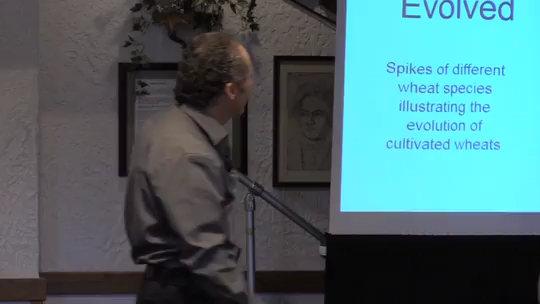 Evolved
Spikes of different
wheat species
illustrating the
evolution of
cultivated wheats